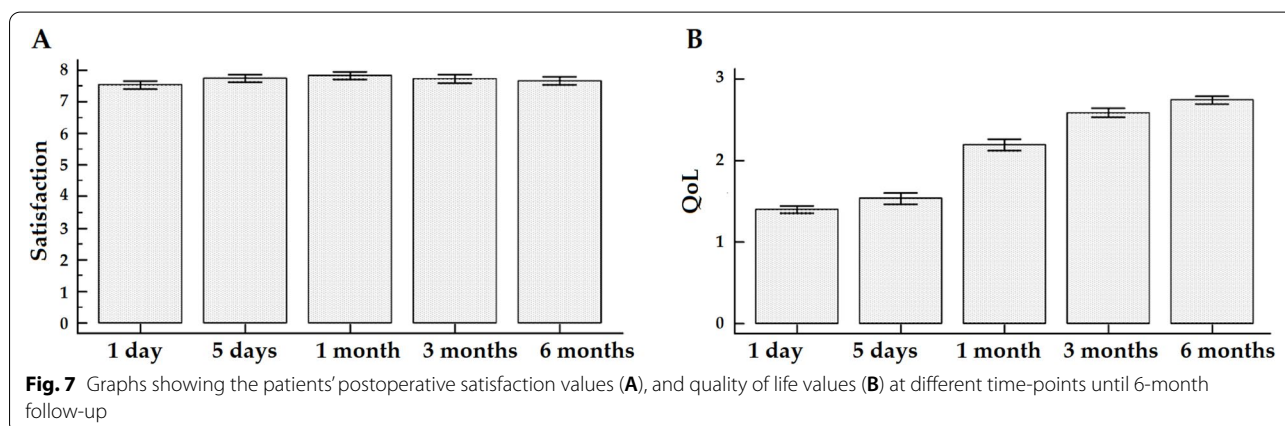 A
B
8
7
6
5
4
3
2
1
0
Satisfaction
1 day 5 days 1 month 3 months 6 months
3
2
1
0
QoL
1 day 5 days 1 month 3 months 6 months
Fig. 7 Graphs showing the patients' postoperative satisfaction values (A), and quality of life values (B) at different time-points until 6-month
follow-up